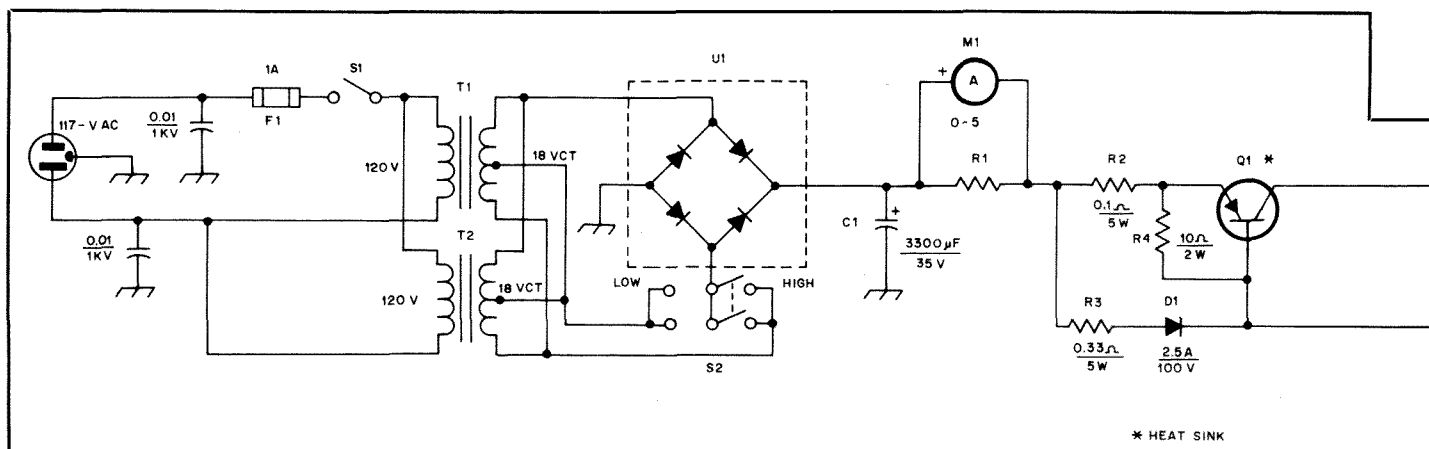 1A
S1
F1
0.01
1KV
117-V AC
0.01
1KV
T1
120 V
18 VCT
T2
120 V
18 VCT
U1
LOW
HIGH
S2
M1
+
A
0-5
R1
C1
+
3300µF
35 V
R2
0.1Ω
5W
R4
10Ω
2W
Q1 *
R3
0.33Ω
5W
D1
2.5A
100 V
* HEAT SINK